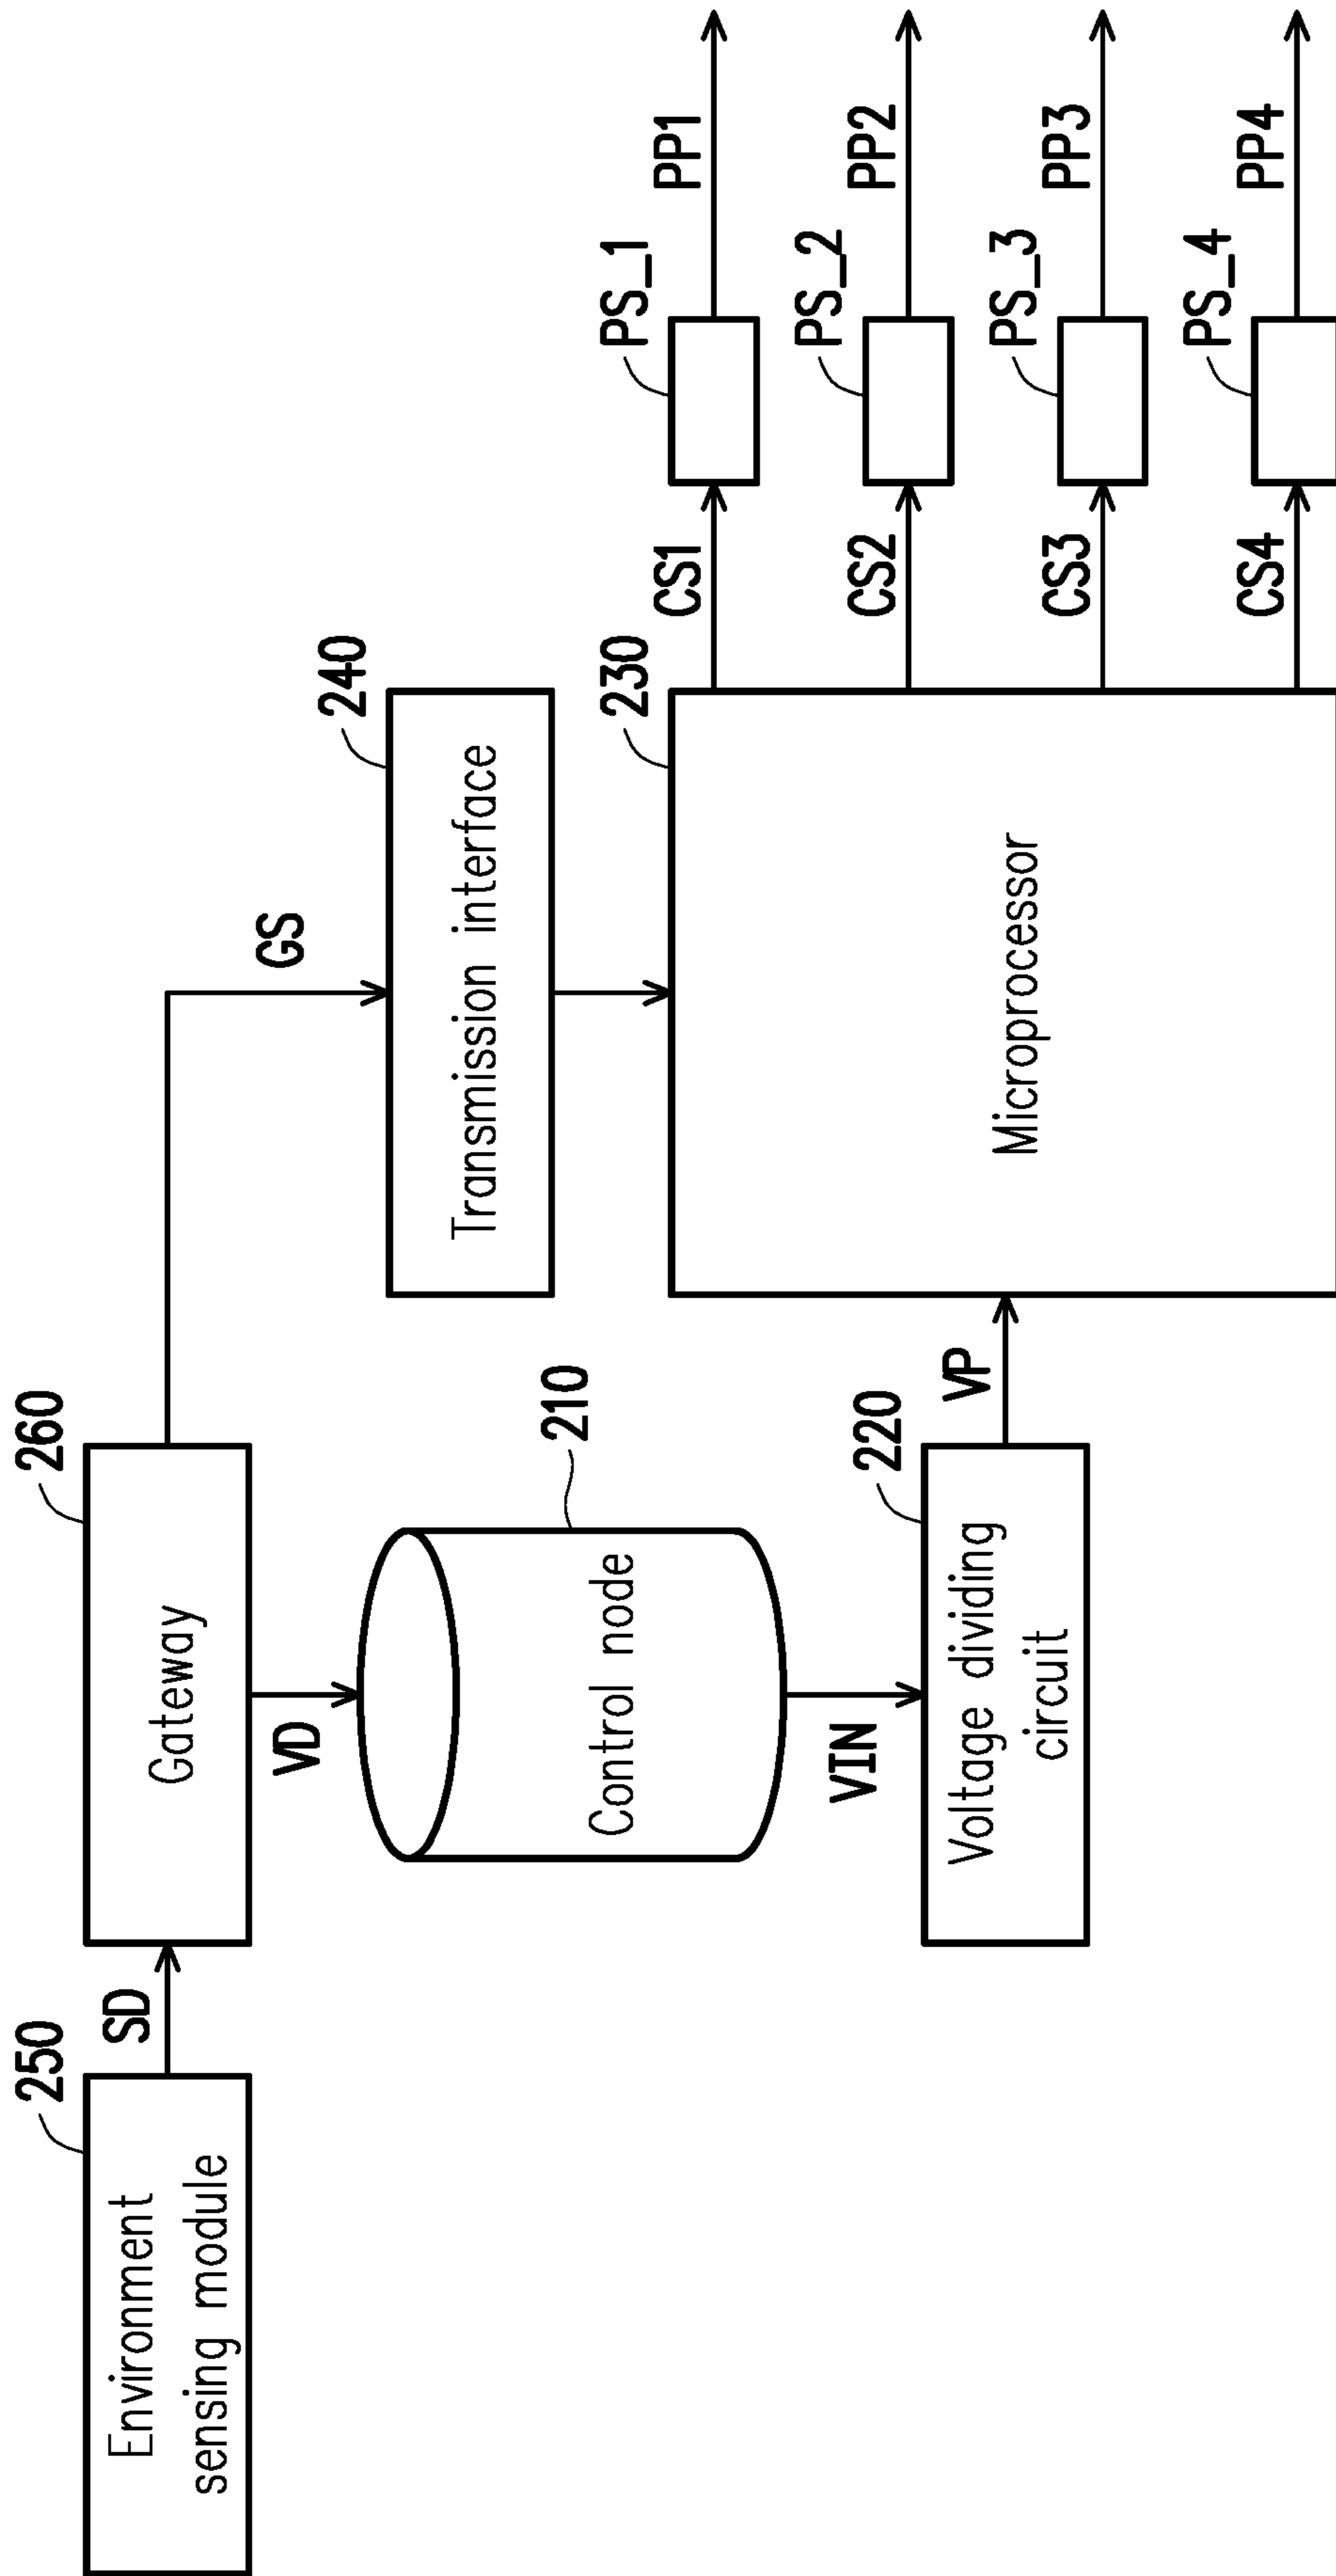 250
Environment
sensing module
SD
260
Gateway
VD
GS
210
Control node
VIN
220
Voltage dividing
circuit
VP
240
Transmission interface
230
Microprocessor
CS1
PS_1
PP1
CS2
PS_2
PP2
CS3
PS_3
PP3
CS4
PS_4
PP4